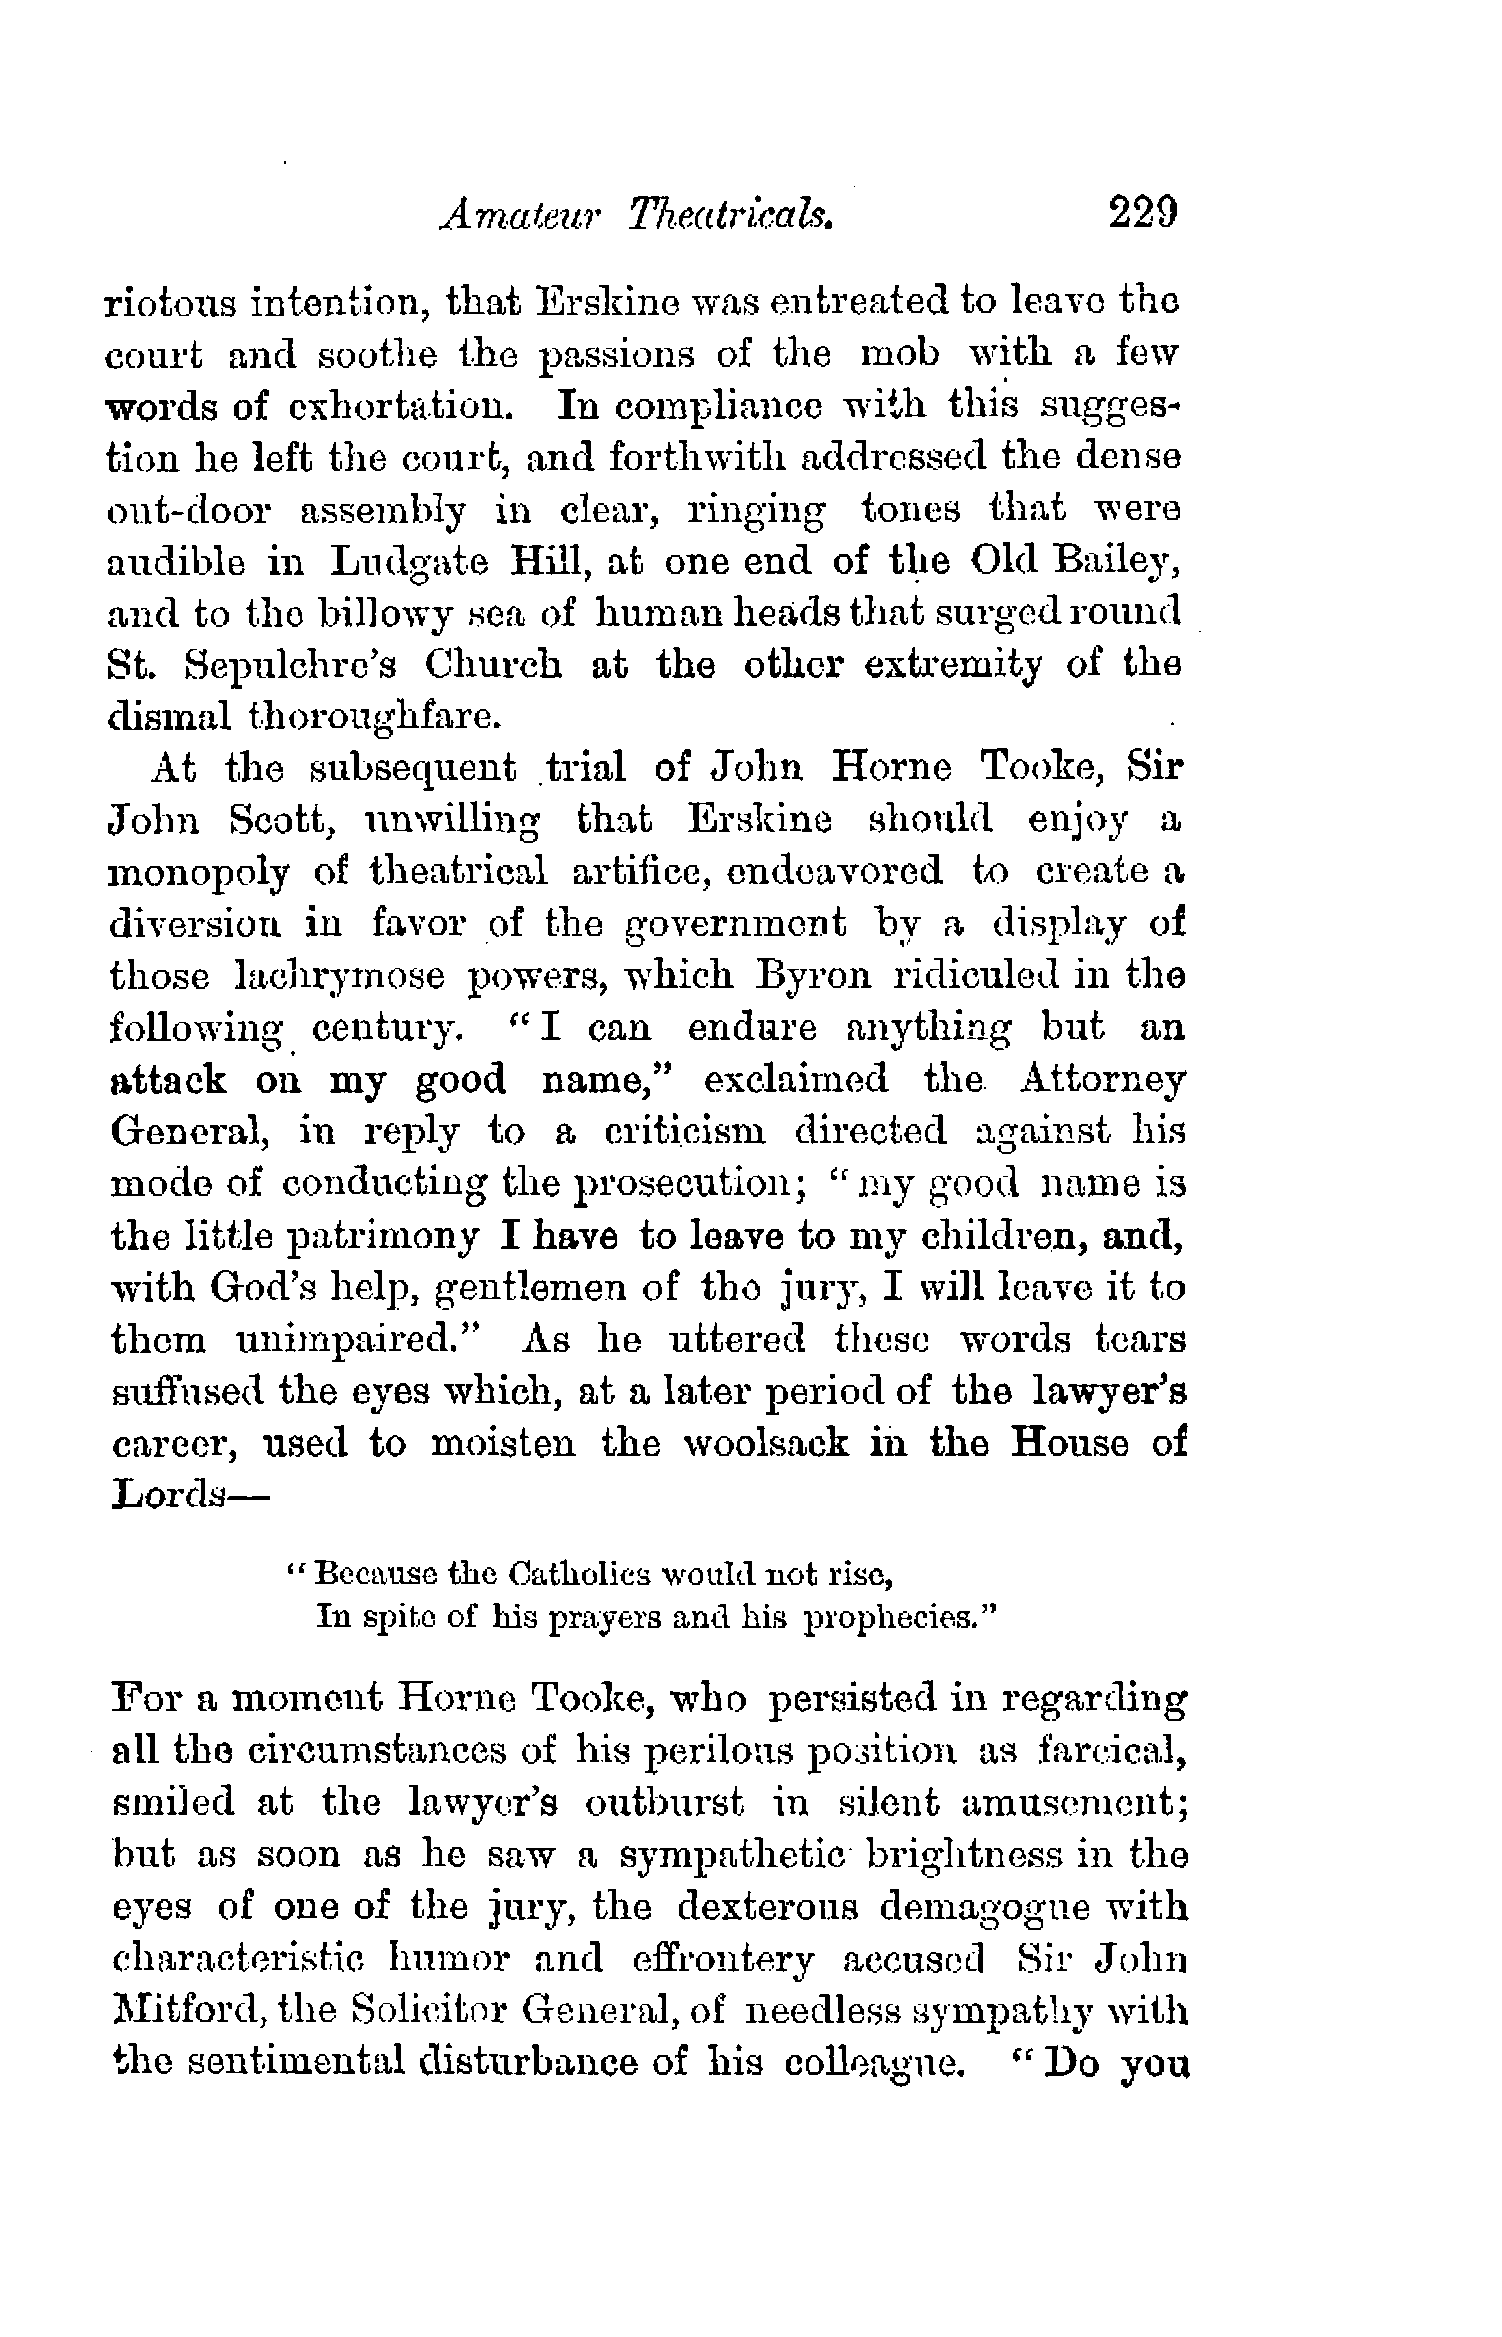 Amateur Theatricals. 229
riotous intention, that Erskine was entreated to leave the
court and soothe the passions of the mob with a few
words of exhortation. In compliance with this sugges-
tion he left the court, and forthwith addressed the dense
out-door assembly in clear, ringing tones that were
audible in Ludgate Hill, at one end of the Old Bailey,
and to the billowy sea of human heads that surged round
St. Sepulchre's Church at the other extremity of the
dismal thoroughfare.
At the subsequent trial of John Horne Tooke, Sir
John Scott, unwilling that Erskine should enjoy a
monopoly of theatrical artifice, endeavored to create a
diversion in favor of the government by a display of
those lachrymose powers, which Byron ridiculed in the
following century. "I can endure anything but an
attack on my good name," exclaimed the Attorney
General, in reply to a criticism directed against his
mode of conducting the prosecution; "my good name is
the little patrimony I have to leave to my children, and,
with God's help, gentlemen of the jury, I will leave it to
them unimpaired." As he uttered these words tears
suffused the eyes which, at a later period of the lawyer's
career, used to moisten the woolsack in the House of
Lords—
"Because the Catholics would not rise,
In spite of his prayers and his prophecies."
For a moment Horne Tooke, who persisted in regarding
all the circumstances of his perilous position as farcical,
smiled at the lawyer's outburst in silent amusement;
but as soon as he saw a sympathetic brightness in the
eyes of one of the jury, the dexterous demagogue with
characteristic humor and effrontery accused Sir John
Mitford, the Solicitor General, of needless sympathy with
the sentimental disturbance of his colleague. "Do you